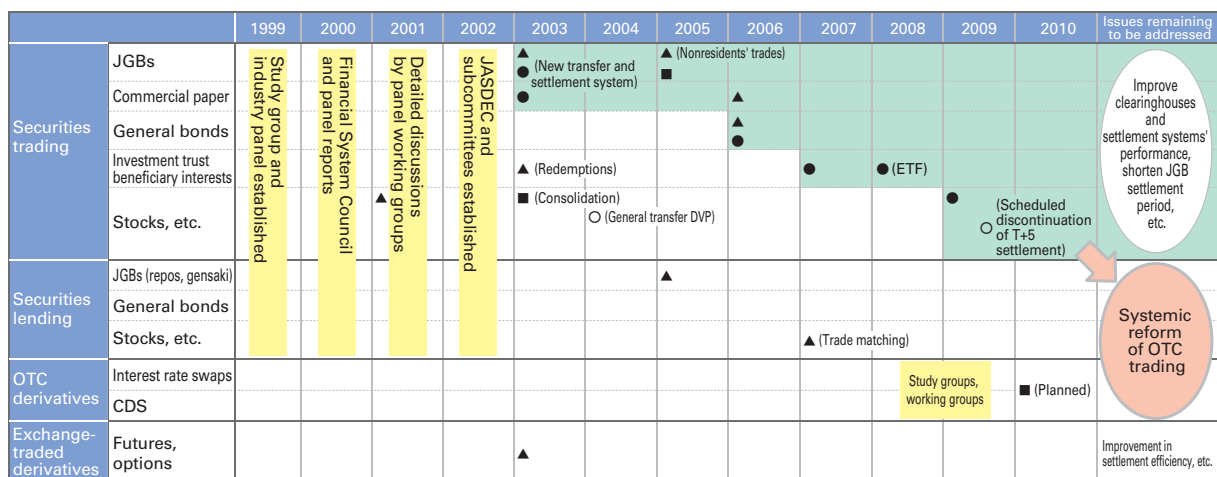 1999 2000 2001 2002 2003 2004 2005 2006 2007 2008 2009 2010 Issues remaining
to be addressed
Securities
trading
JGBs
Commercial paper
General bonds
Investment trust
beneficiary interests
Stocks, etc.
Study group and
industry panel established
Financial System Council
and panel reports
Detailed discussions
by panel working groups
JASDEC and
subcommittees established
▲ ▲ (Nonresidents' trades)
● (New transfer and
settlement system)
■
● ▲
▲
●
▲ (Redemptions)
● ● (ETF)
▲ ■ (Consolidation)
○ (General transfer DVP)
●
○ (Scheduled
discontinuation
of T+5
settlement)
Improve
clearinghouses
and
settlement systems'
performance,
shorten JGB
settlement
period,
etc.
Securities
lending
JGBs (repos, gensaki)
▲
General bonds
Stocks, etc.
▲ (Trade matching)
Systemic
reform
of OTC
trading
OTC
derivatives
Interest rate swaps
CDS
Study groups,
working groups
■ (Planned)
Exchange-
traded
derivatives
Futures,
options
▲
Improvement in
settlement efficiency, etc.